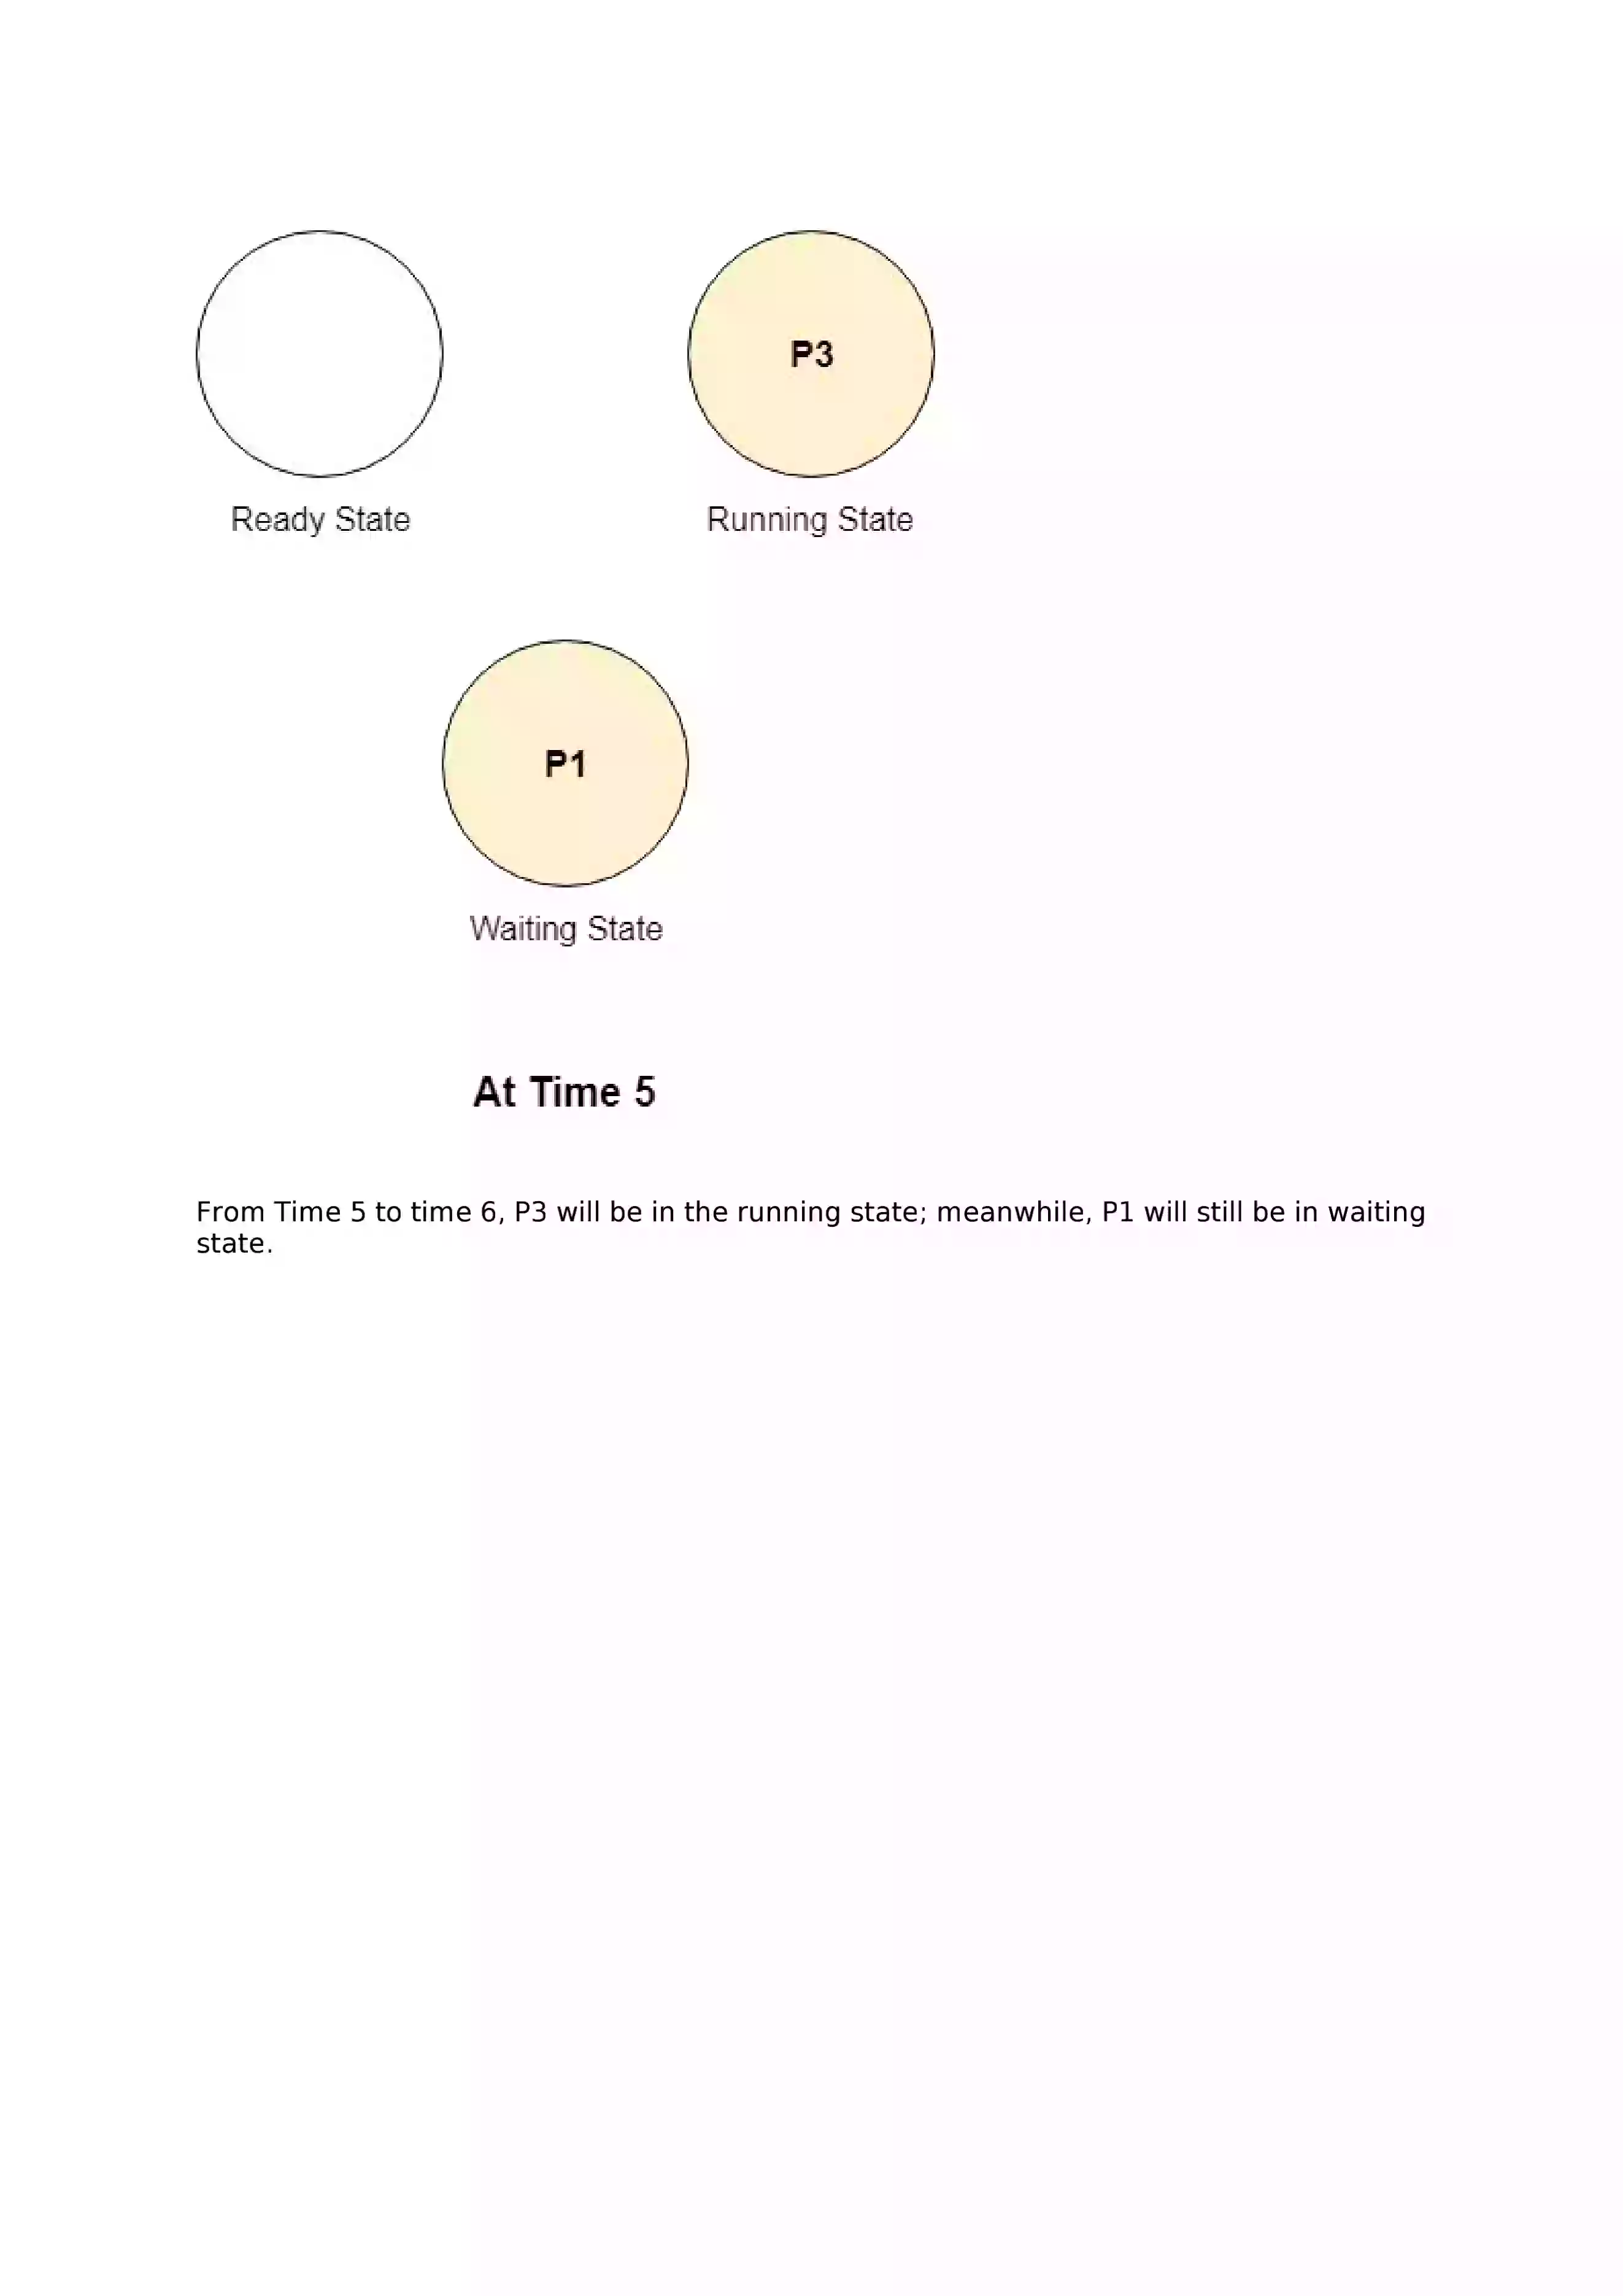 P3
Ready State
Running State
P1
Waiting State
At Time 5
From Time 5 to time 6, P3 will be in the running state; meanwhile, P1 will still be in waiting
state.